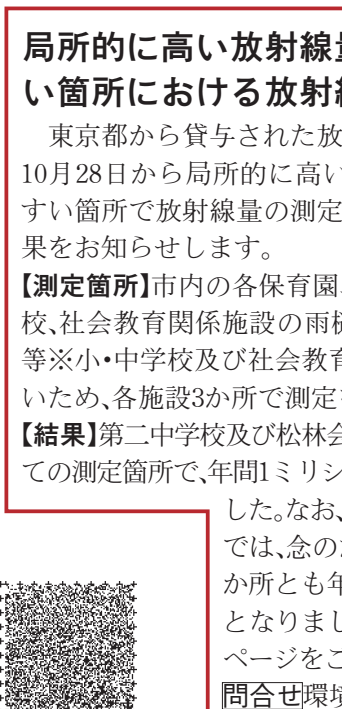 局所的に高い放射線量
い箇所における放射線
東京都から貸与された放
10月28日から局所的に高い
すい箇所で放射線量の測定
果をお知らせします。
【測定箇所】市内の各保育園、
校、社会教育関係施設の雨樋
等※小・中学校及び社会教育
いため、各施設3か所で測定
【結果】第二中学校及び松林会
ての測定箇所で、年間1ミリシ
した。なお、
では、念の
か所とも年
となりまし
ページをご
問合せ環境